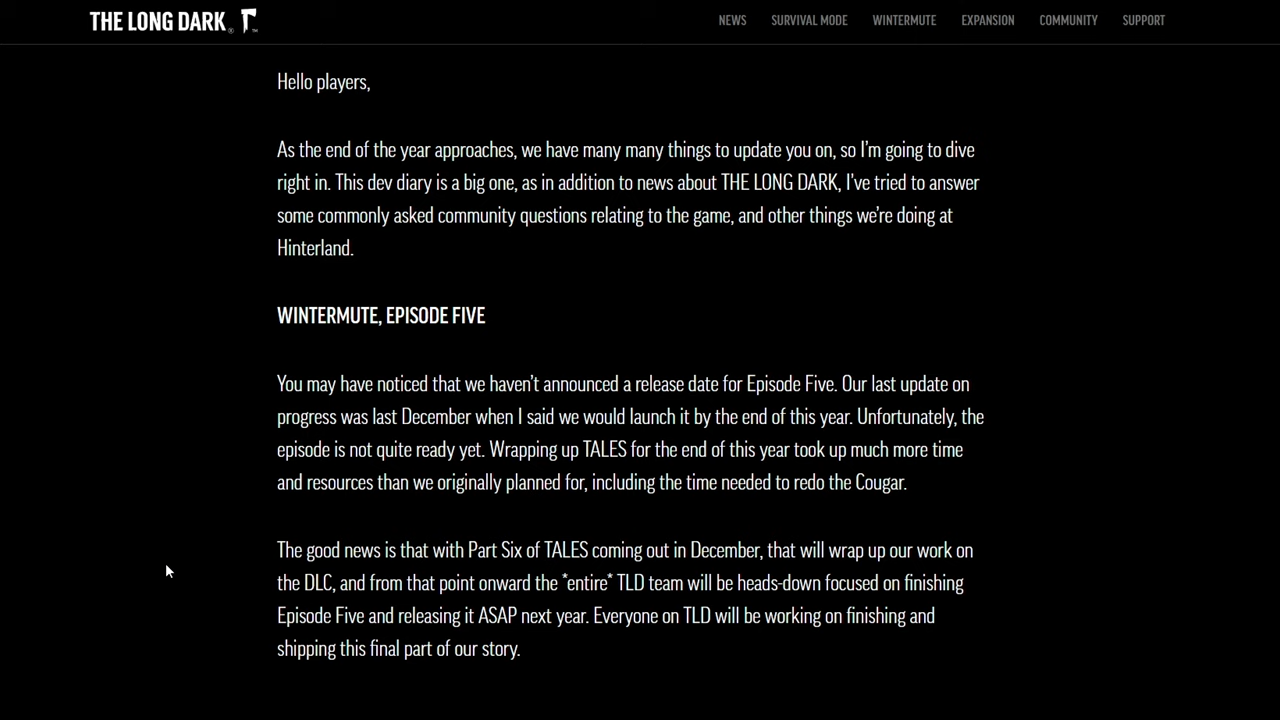 THE LONG DARK
NEWS
SURVIVAL MODE
WINTERMUTE
EXPANSION
COMMUNITY
SUPPORT
Hello players,
As the end of the year approaches, we have many many things to update you on, so I'm going to dive
right in. This dev diary is a big one, as in addition to news about THE LONG DARK, I've tried to answer
some commonly asked community questions relating to the game, and other things we're doing at
Hinterland.
WINTERMUTE, EPISODE FIVE
You may have noticed that we haven't announced a release date for Episode Five. Our last update on
progress was last December when I said we would launch it by the end of this year. Unfortunately, the
episode is not quite ready yet. Wrapping up TALES for the end of this year took up much more time
and resources than we originally planned for, including the time needed to redo the Cougar.
The good news is that with Part Six of TALES coming out in December, that will wrap up our work on
the DLC, and from that point onward the *entire* TLD team will be heads-down focused on finishing
Episode Five and releasing it ASAP next year. Everyone on TLD will be working on finishing and
shipping this final part of our story.